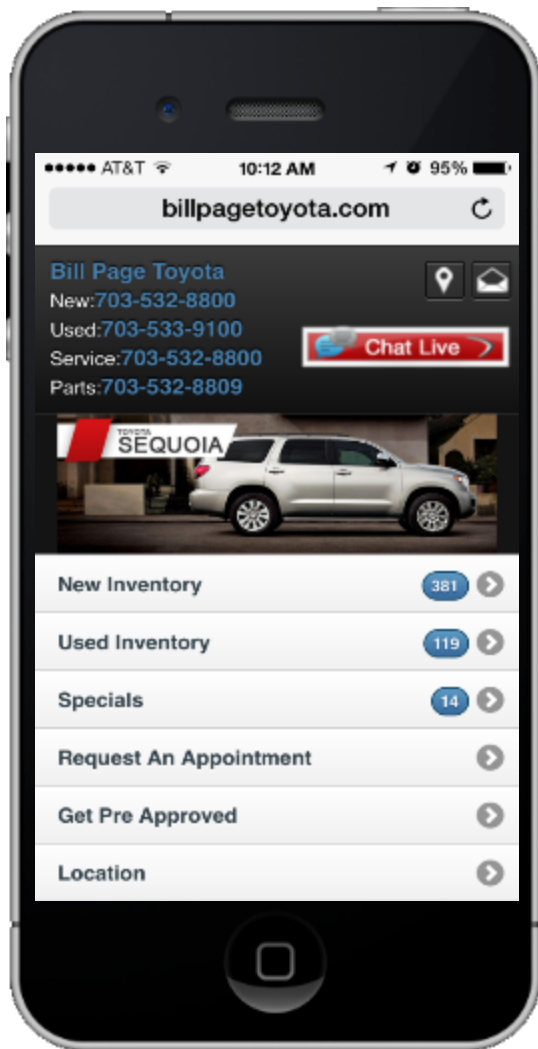 AT&T 10:12 AM 95%
billpagetoyota.com
Bill Page Toyota
New:703-532-8800
Used:703-533-9100
Service:703-532-8800
Parts:703-532-8809
Chat Live
TOYOTA
SEQUOIA
New Inventory 381
Used Inventory 119
Specials 14
Request An Appointment
Get Pre Approved
Location